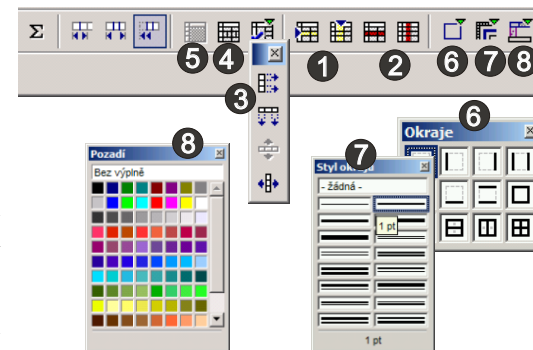 Σ
5
4
1
2
6
7
8
3
6
Okraje
8
Pozadí
Bez výplně
7
Styl okrajů
- žádná -
1 pt
1 pt